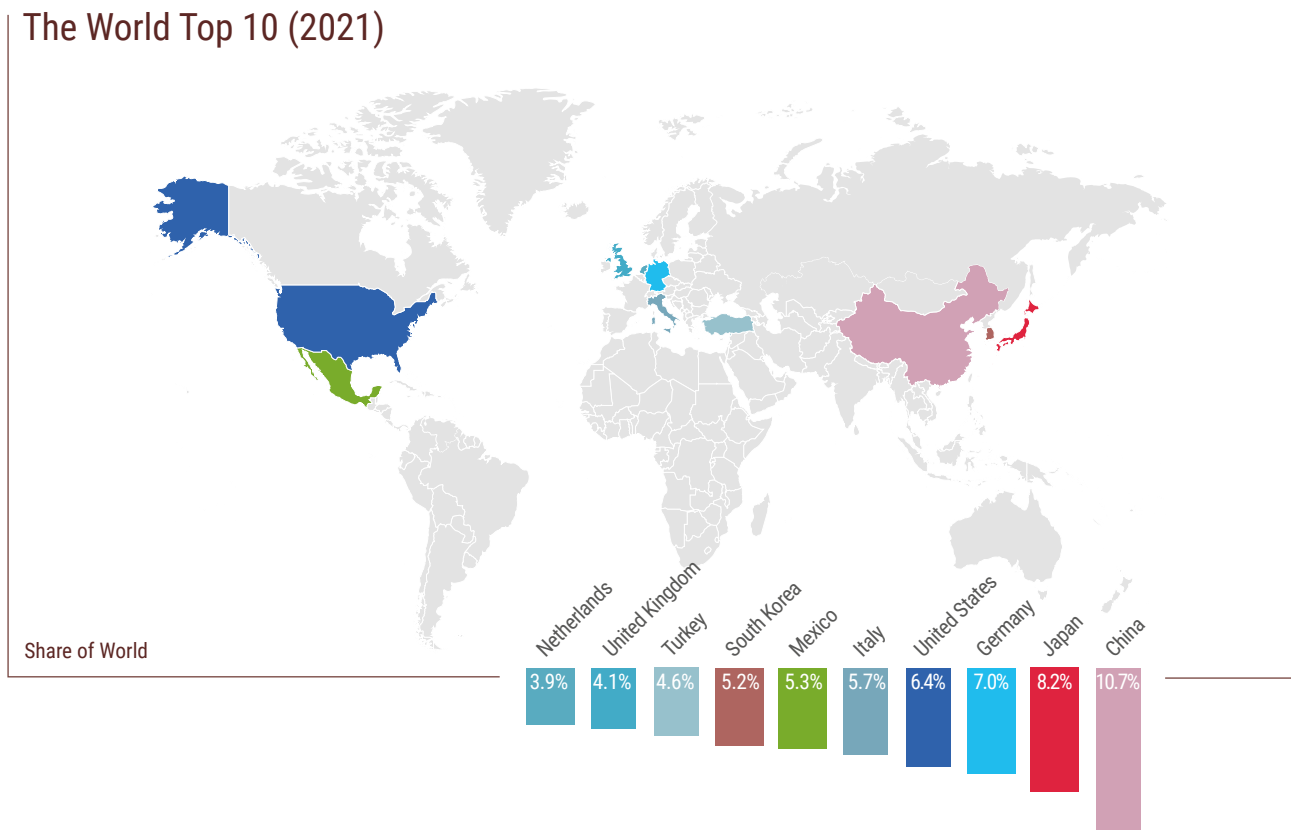 The World Top 10 (2021)
Share of World
Netherlands
United Kingdom
Turkey
South Korea
Mexico
Italy
United States
Germany
Japan
China
3.9%
4.1%
4.6%
5.2%
5.3%
5.7%
6.4%
7.0%
8.2%
10.7%